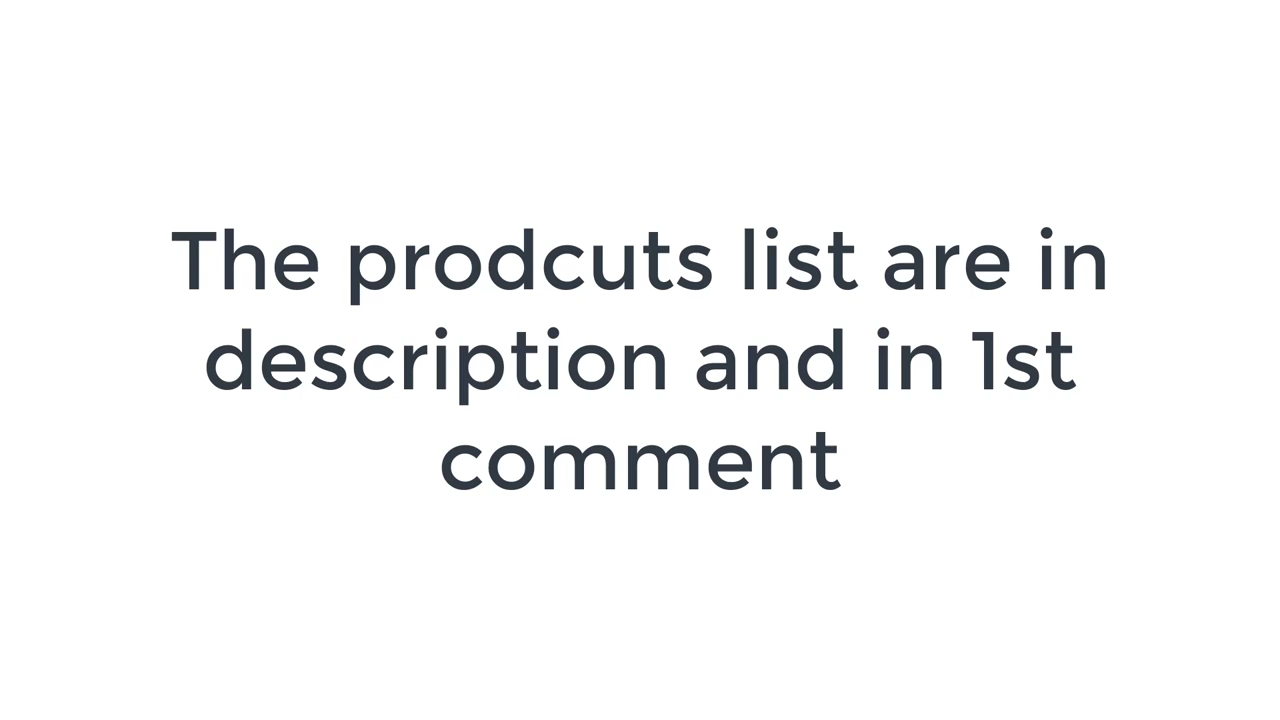 The prodcuts list are in
description and in 1st
comment